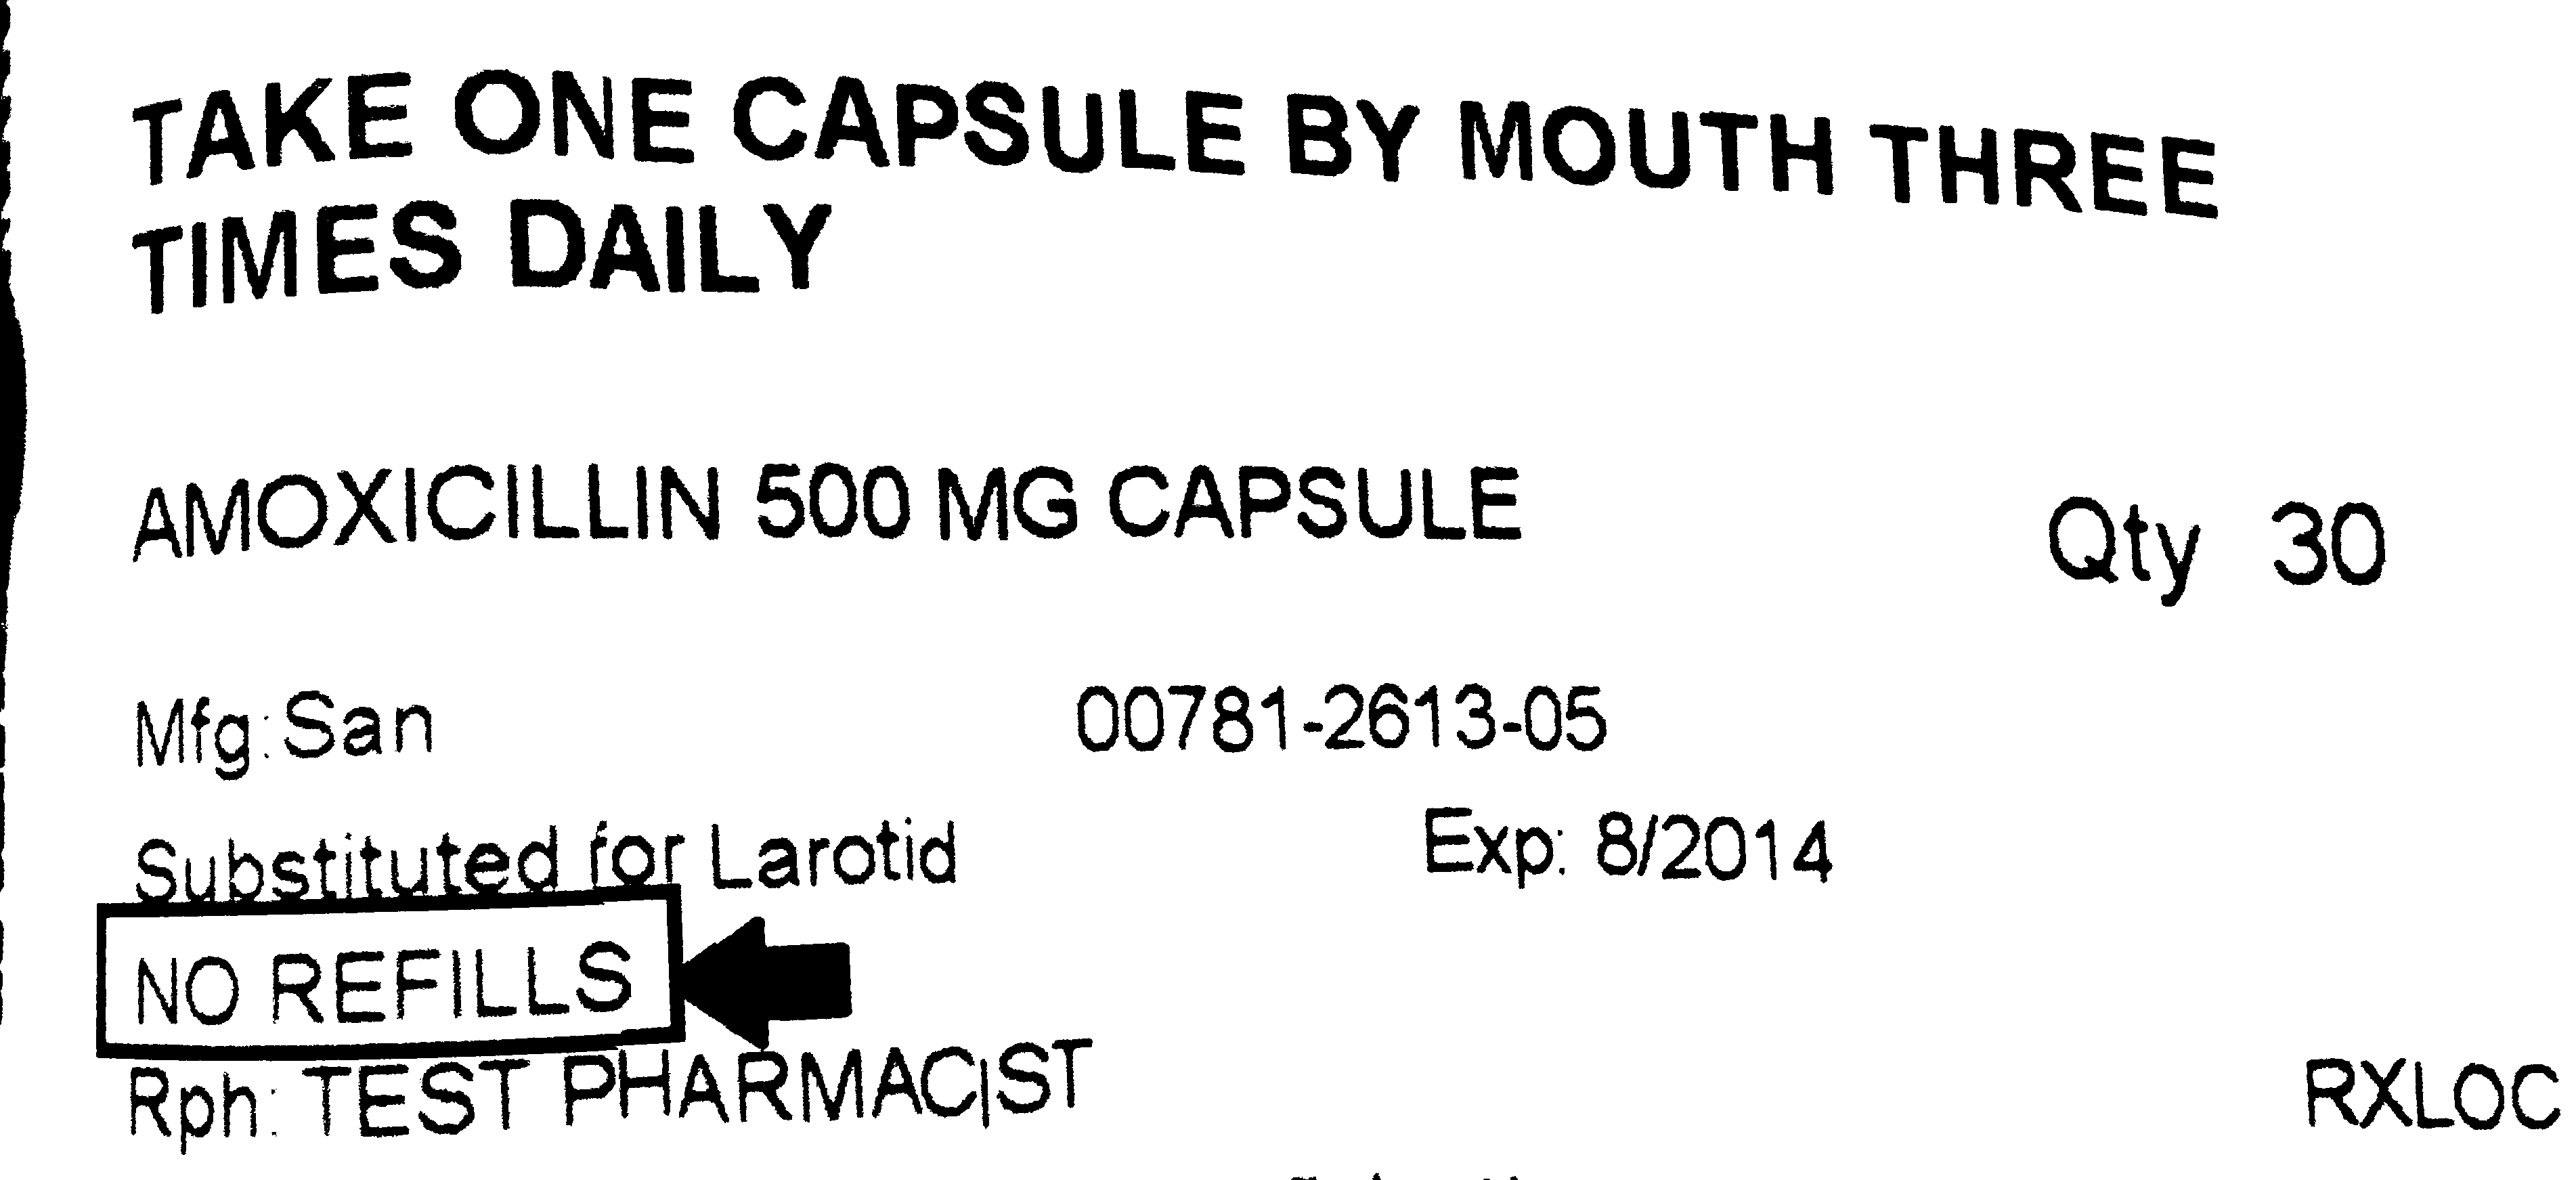 TAKE ONE CAPSULE BY MOUTH THREE
TIMES DAILY
AMOXICILLIN 500 MG CAPSULE Qty 30
Mfg: San 00781-2613-05
Substituted for Larotid Exp: 8/2014
NO REFILLS
Rph: TEST PHARMACIST RXLOC